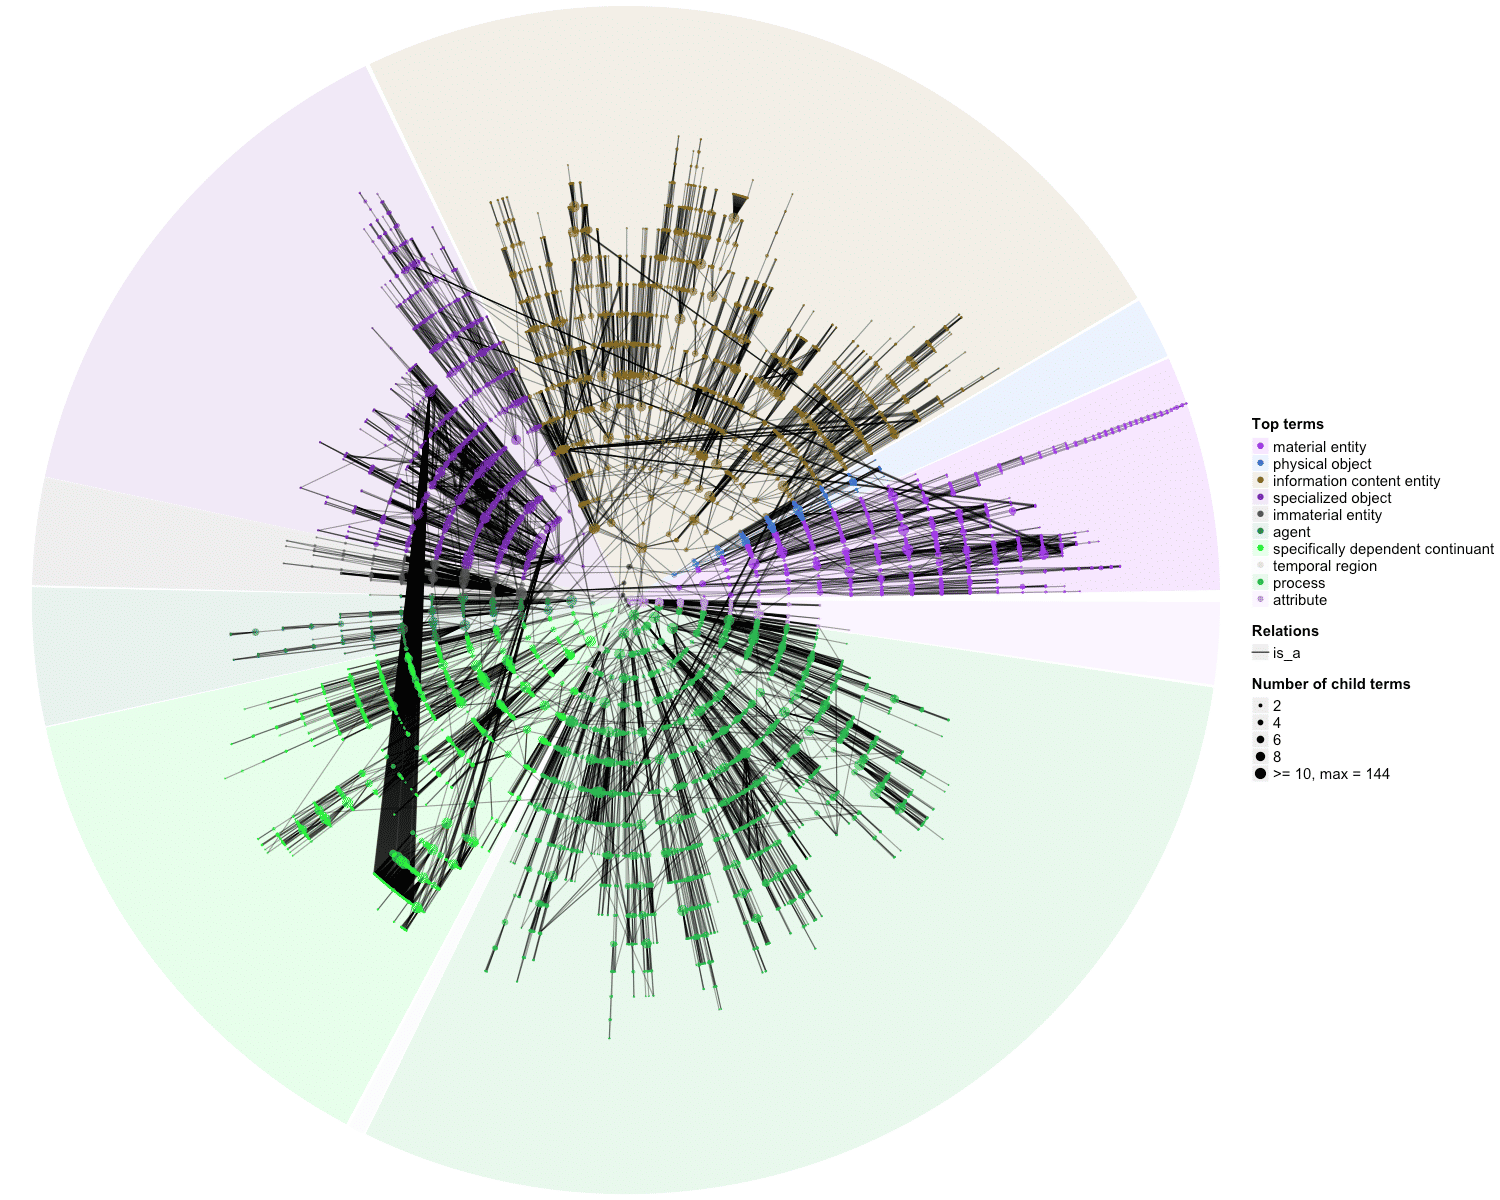 Top terms
material entity
physical object
information content entity
specialized object
immaterial entity
agent
specifically dependent continuant
temporal region
process
attribute
Relations
is_a
Number of child terms
2
4
6
8
>= 10, max = 144